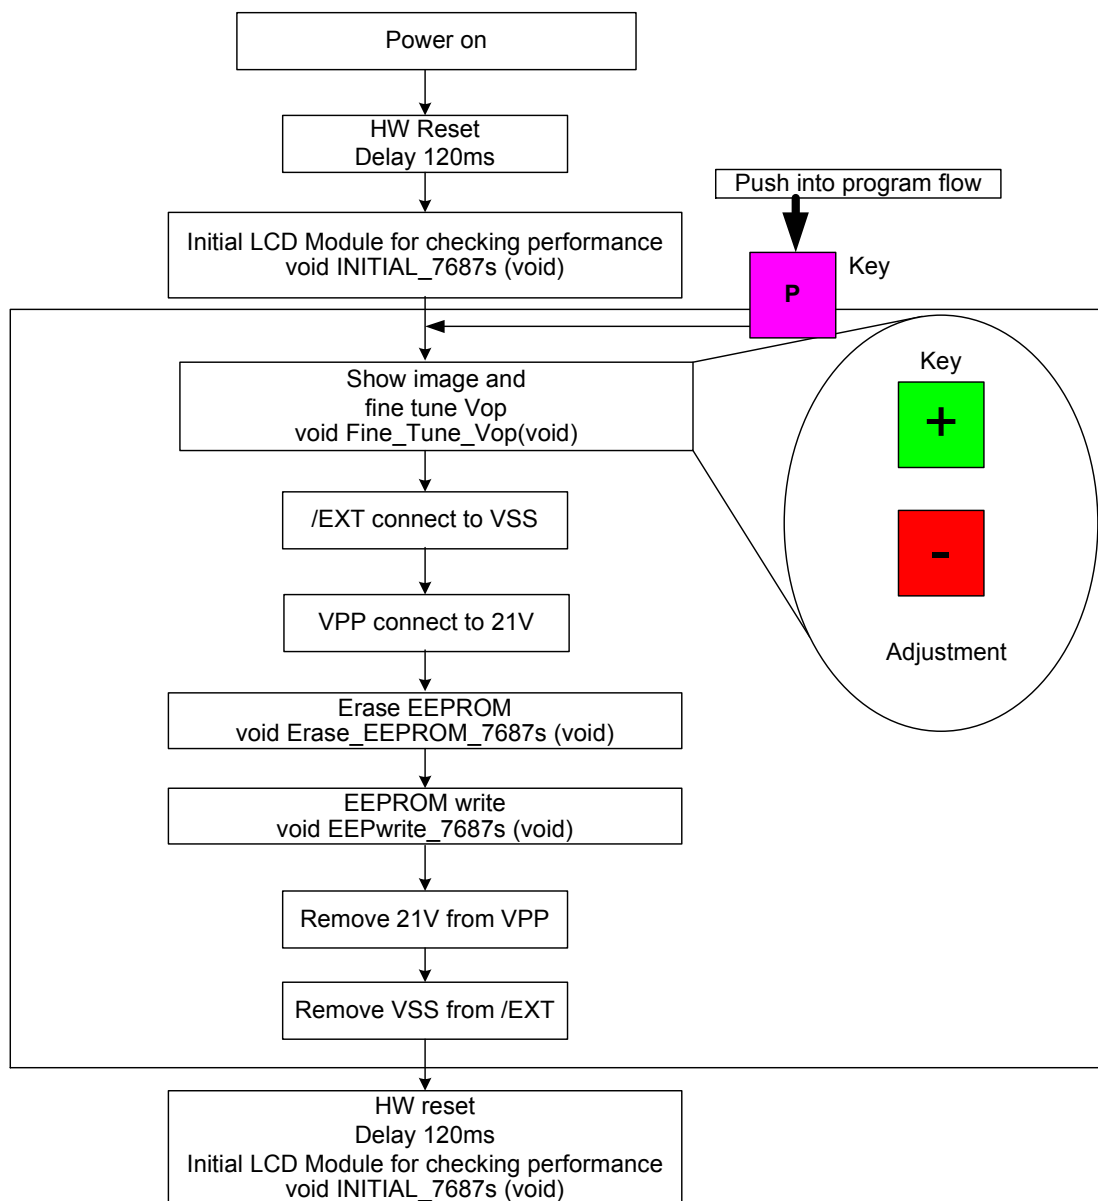 Power on
HW Reset
Delay 120ms
Push into program flow
Initial LCD Module for checking performance
void INITIAL_7687s (void)
P
Key
Show image and
fine tune Vop
void Fine_Tune_Vop(void)
Key
+
-
Adjustment
/EXT connect to VSS
VPP connect to 21V
Erase EEPROM
void Erase_EEPROM_7687s (void)
EEPROM write
void EEPwrite_7687s (void)
Remove 21V from VPP
Remove VSS from /EXT
HW reset
Delay 120ms
Initial LCD Module for checking performance
void INITIAL_7687s (void)